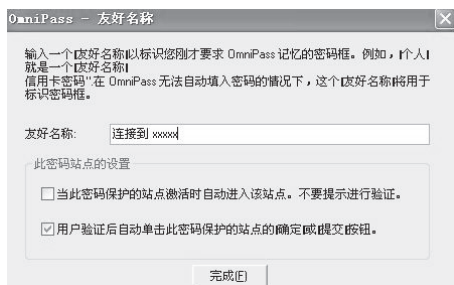 OmniPass - 友好名称
输入一个友好名称以标识您刚才要求 OmniPass 记忆的密码框。例如，个人
就是一个友好名称
信用卡密码".在 OmniPass 无法自动填入密码的情况下，这个友好名称将用于
标识密码框。
友好名称: 连接到 xxxxx
此密码站点的设置
当此密码保护的站点激活时自动进入该站点。不要提示进行验证。
用户验证后自动单击此密码保护的站点的确定或提交按钮。
完成(F)